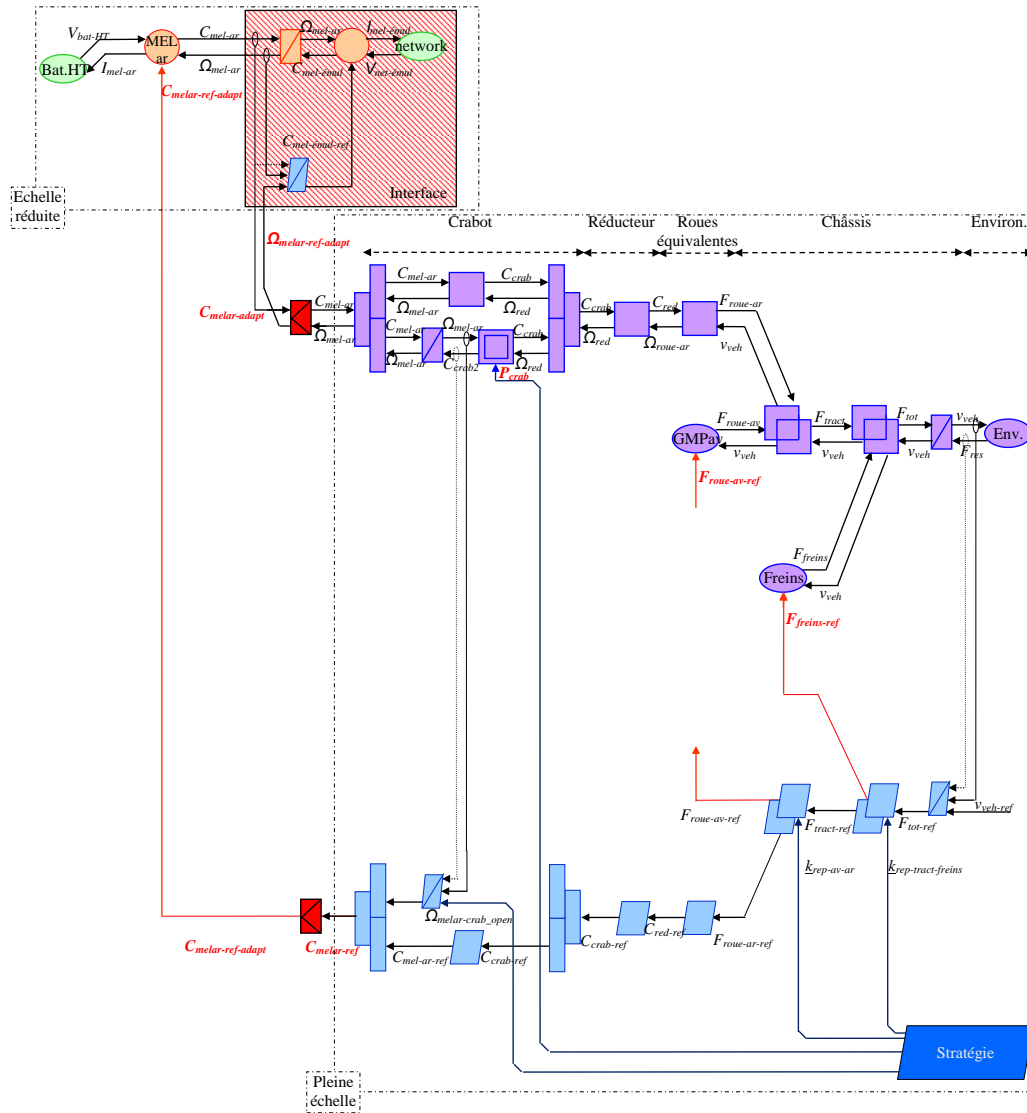 V bat-HT
MEL ar
C mel-ar
Ω mel-ar
I mel-émul
network
Bat.HT
I mel-ar
Ω mel-ar
C mel-émul
V net-émul
C melar-ref-adapt
C mel-émul-ref
Interface
Echelle réduite
Crabot
Réducteur
Roues équivalentes
Châssis
Environ.
Ω melar-ref-adapt
C mel-ar
C crab
C mel-ar
Ω mel-ar
Ω red
C crab
C red
F roue-ar
C mel-adapt
Ω mel-ar
C mel-ar
Ω mel-ar
C crab
Ω red
Ω roue-ar
v veh
Ω mel-ar
C crab2
Ω red
P crab
F roue-av
F tract
F tot
v veh
GMPav
Env.
v veh
v veh
v veh
F res
F roue-av-ref
F freins
Freins
v veh
F freins-ref
F roue-av-ref
F tract-ref
F tot-ref
v veh-ref
k rep-av-ar
k rep-tract-freins
Ω melar-crab_open
C crab-ref
C red-ref
F roue-ar-ref
C melar-ref-adapt
C melar-ref
C mel-ar-ref
C crab-ref
Stratégie
Pleine échelle